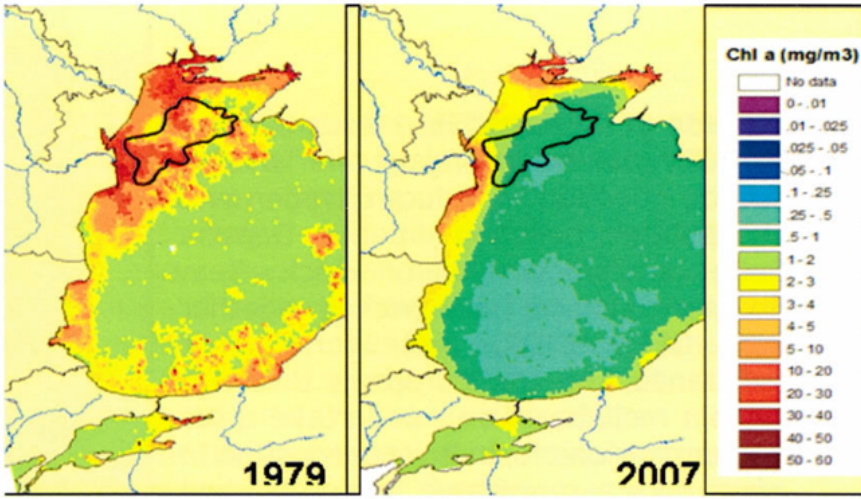 1979
2007
Chl a (mg/m3)
No data
0 - .01
.01 - .025
.025 - .05
.05 - .1
.1 - .25
.25 - .5
.5 - 1
1 - 2
2 - 3
3 - 4
4 - 5
5 - 10
10 - 20
20 - 30
30 - 40
40 - 50
50 - 60